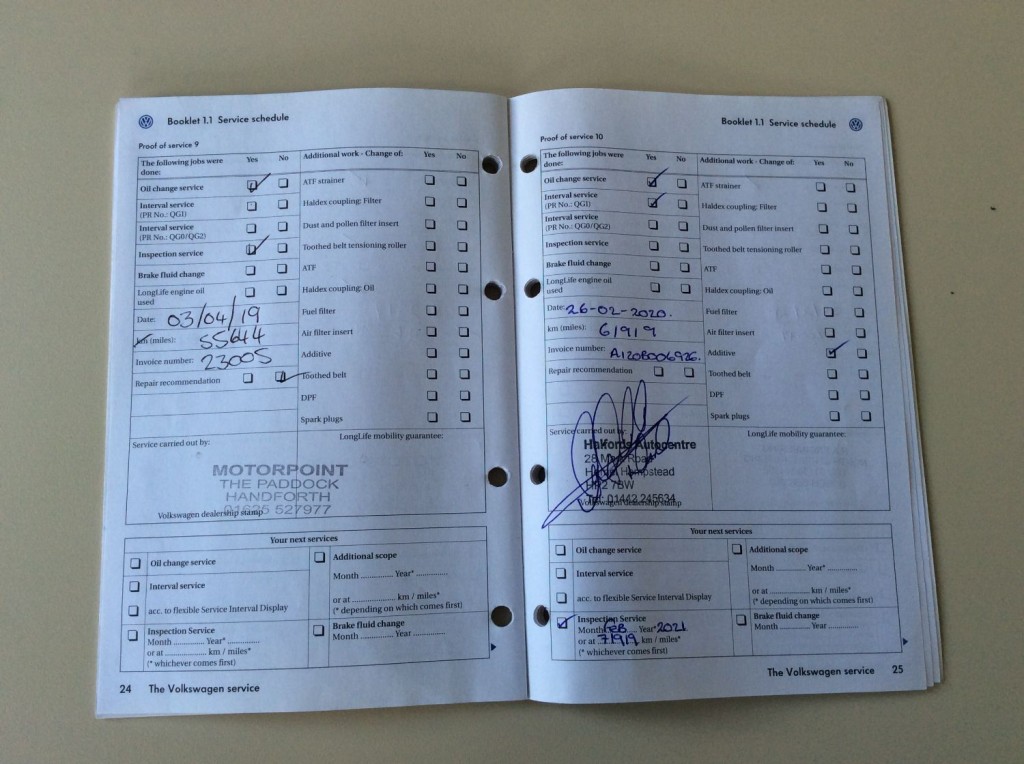 Booklet 1.1 Service schedule
Proof of service 9
The following jobs were done: Yes No
Oil change service
Interval service
(PR No.: QG1)
Interval service
(PR No.: QG0/QG2)
Inspection service
Brake fluid change
LongLife engine oil
used
Date: 03/04/19
km (miles): 55644
Invoice number: 23005
Repair recommendation
Additional work - Change of: Yes No
ATF strainer
Haldex coupling: Filter
Dust and pollen filter insert
Toothed belt tensioning roller
ATF
Haldex coupling: Oil
Fuel filter
Air filter insert
Additive
Toothed belt
DPF
Spark plugs
Service carried out by:
LongLife mobility guarantee:
MOTORPOINT
THE PADDOCK
HANDFORTH
01625 527977
Volkswagen dealership stamp
Your next services
Oil change service
Interval service
acc. to flexible Service Interval Display
Inspection Service
Month ............. Year* .............
or at ................. km / miles*
(* whichever comes first)
Additional scope
Month ............. Year* .............
or at ................. km / miles*
(* depending on which comes first)
Brake fluid change
Month ............. Year .............
24 The Volkswagen service
Booklet 1.1 Service schedule
Proof of service 10
The following jobs were done: Yes No
Oil change service
Interval service
(PR No.: QG1)
Interval service
(PR No.: QG0/QG2)
Inspection service
Brake fluid change
LongLife engine oil
used
Date: 26-02-2020.
km (miles): 61919
Invoice number: A120B006926.
Repair recommendation
Additional work - Change of: Yes No
ATF strainer
Haldex coupling: Filter
Dust and pollen filter insert
Toothed belt tensioning roller
ATF
Haldex coupling: Oil
Fuel filter
Air filter insert
Additive
Toothed belt
DPF
Spark plugs
Service carried out by:
LongLife mobility guarantee:
Halfords Autocentre
28 Road
Hempstead
HP2 7BW
Tel: 01442 245634
Volkswagen dealership stamp
Your next services
Oil change service
Interval service
acc. to flexible Service Interval Display
Inspection Service
Month FEB Year* 2021
or at 71919 km / miles*
(* whichever comes first)
Additional scope
Month ............. Year* .............
or at ................. km / miles*
(* depending on which comes first)
Brake fluid change
Month ............. Year .............
The Volkswagen service 25